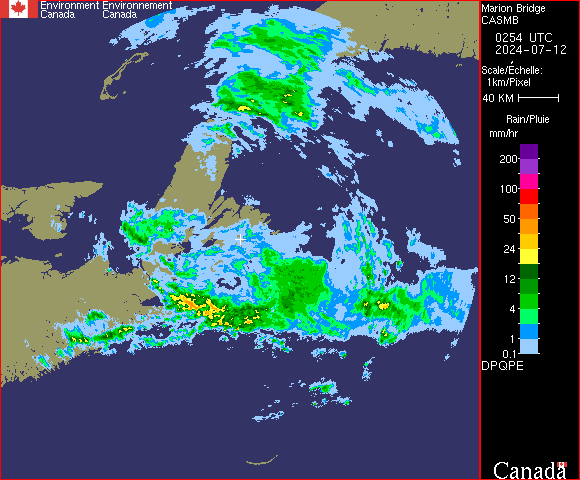 Environment Environnement
Canada Canada
Marion Bridge
CASMB
0254 UTC
2024-07-12
Scale/Echelle:
1km/Pixel
40 KM
Rain/Pluie
mm/hr
200
100
50
24
12
4
1
0.1
DPQPE
Canada